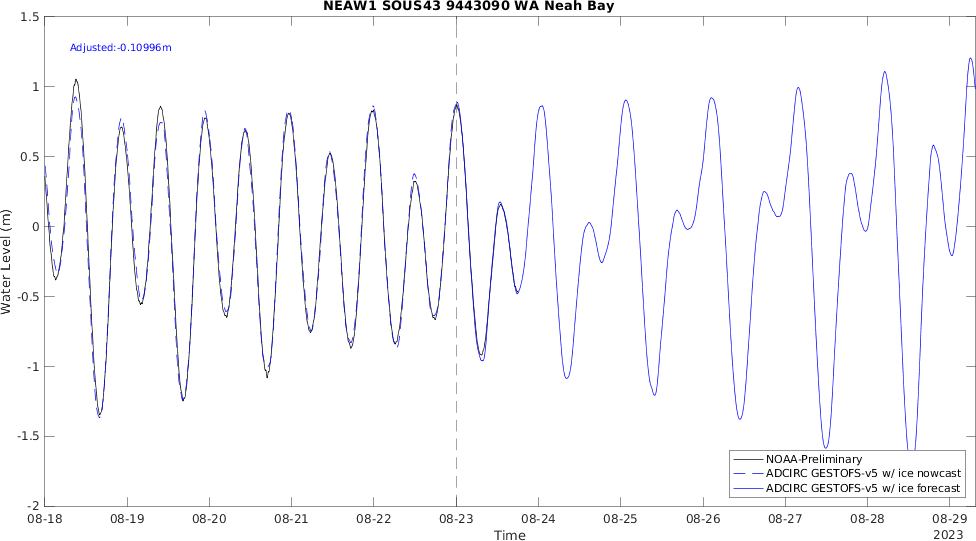 NEAW1 SOUS43 9443090 WA Neah Bay
Adjusted:-0.10996m
1.5
1
0.5
0
-0.5
-1
-1.5
-2
Water Level (m)
NOAA-Preliminary
ADCIRC GESTOFS-v5 w/ ice nowcast
ADCIRC GESTOFS-v5 w/ ice forecast
08-18 08-19 08-20 08-21 08-22 08-23 08-24 08-25 08-26 08-27 08-28 08-29
2023
Time